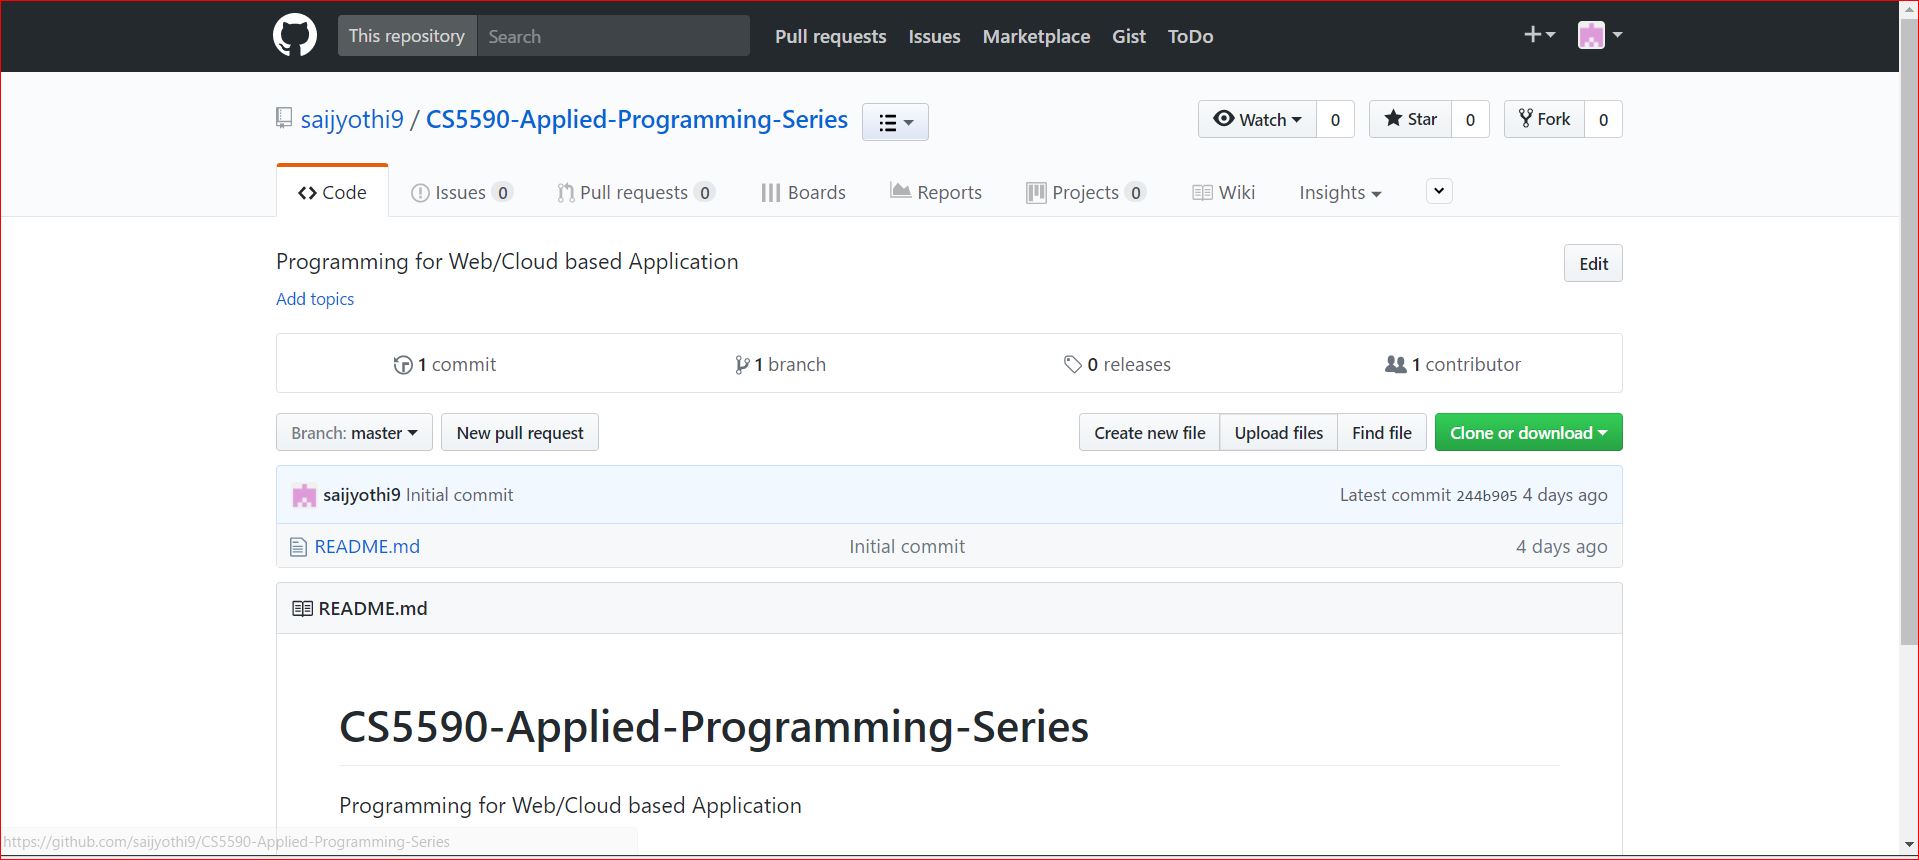 This repository Search Pull requests Issues Marketplace Gist ToDo
saijyothi9 / CS5590-Applied-Programming-Series Watch 0 Star 0 Fork 0
Code Issues 0 Pull requests 0 Boards Reports Projects 0 Wiki Insights
Programming for Web/Cloud based Application Edit
Add topics
1 commit 1 branch 0 releases 1 contributor
Branch: master New pull request Create new file Upload files Find file Clone or download
saijyothi9 Initial commit Latest commit 244b905 4 days ago
README.md Initial commit 4 days ago
README.md
CS5590-Applied-Programming-Series
Programming for Web/Cloud based Application
https://github.com/saijyothi9/CS5590-Applied-Programming-Series